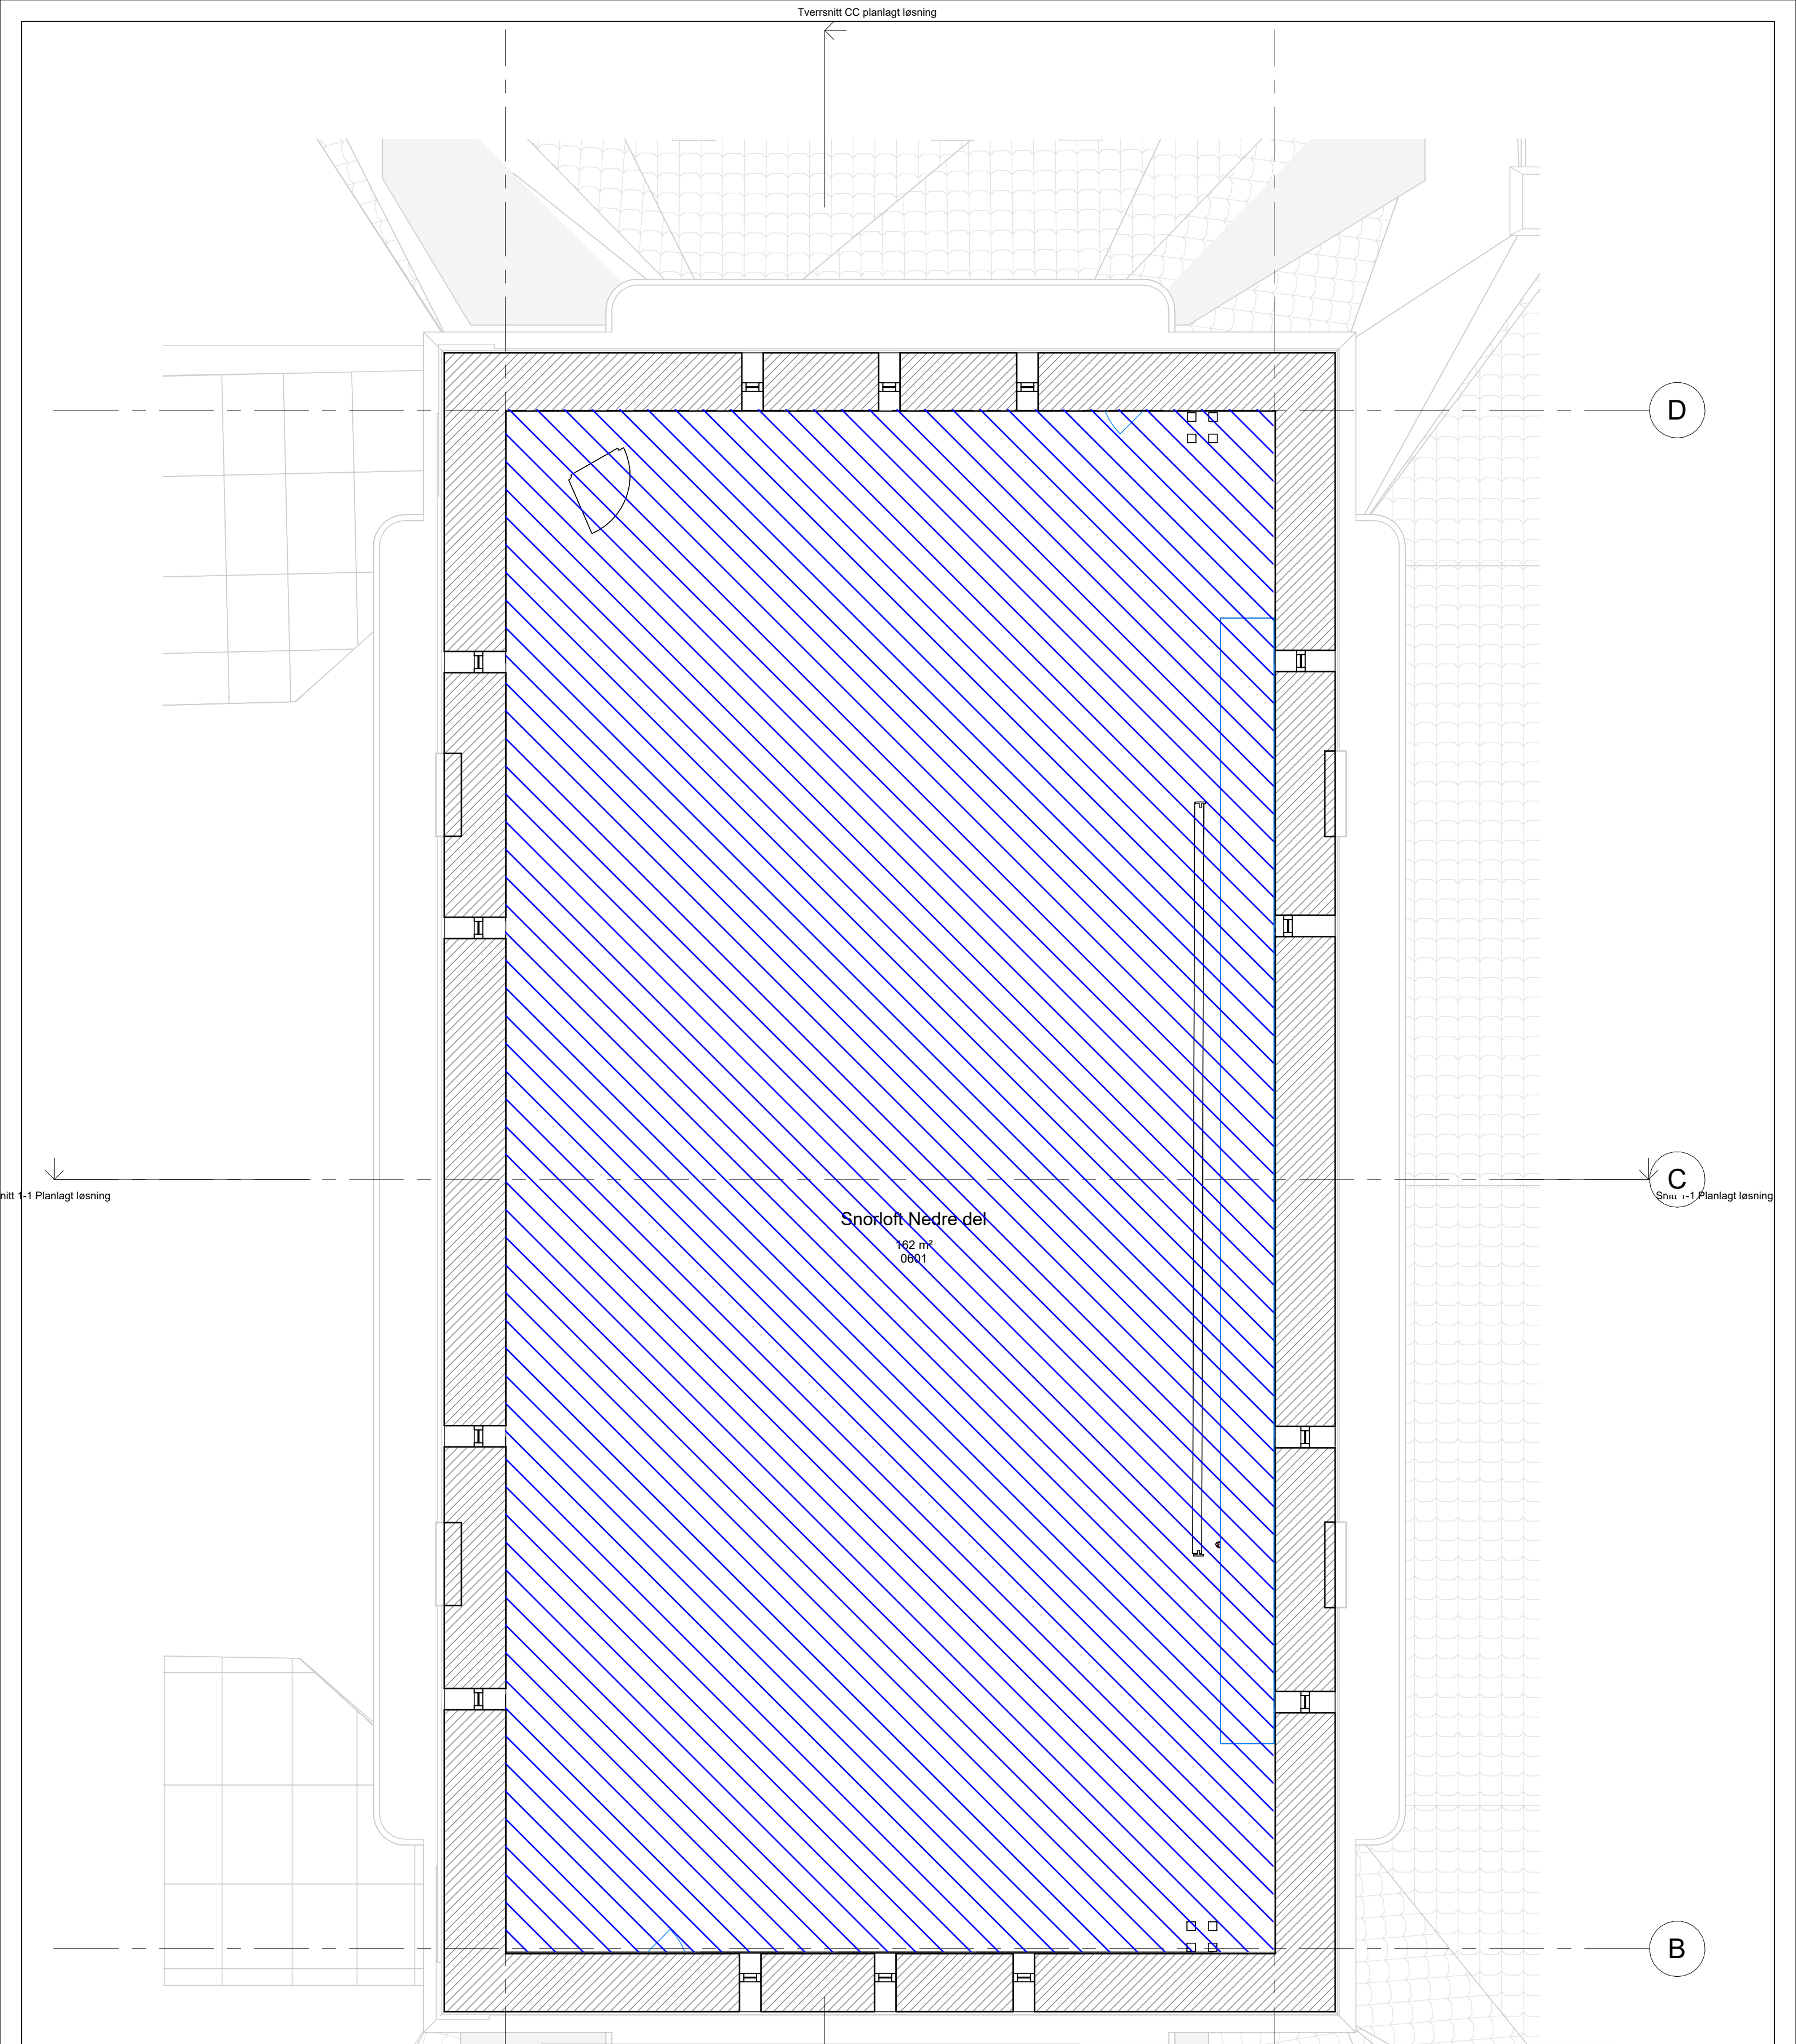 Tverrsnitt CC planlagt løsning
D
C
nitt 1-1 Planlagt løsning
Snitt 1-1 Planlagt løsning
Snorloft Nedre del
162 m²
0601
B